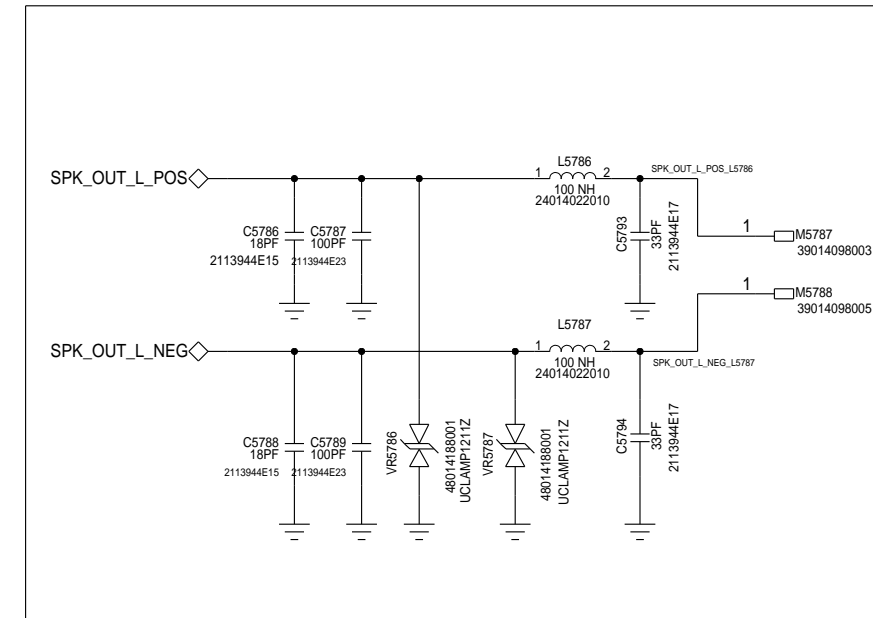 L5786
SPK_OUT_L_POS
1
2
SPK_OUT_L_POS_L5786
100 NH
24014022010
C5786
18PF
2113944E15
C5787
100PF
2113944E23
C5793
33PF
2113944E17
1
M5787
39014098003
1
M5788
39014098005
L5787
SPK_OUT_L_NEG
1
2
100 NH
24014022010
SPK_OUT_L_NEG_L5787
C5788
18PF
2113944E15
C5789
100PF
2113944E23
VR5786
48014188001
UCLAMP1211Z
VR5787
48014188001
UCLAMP1211Z
C5794
33PF
2113944E17